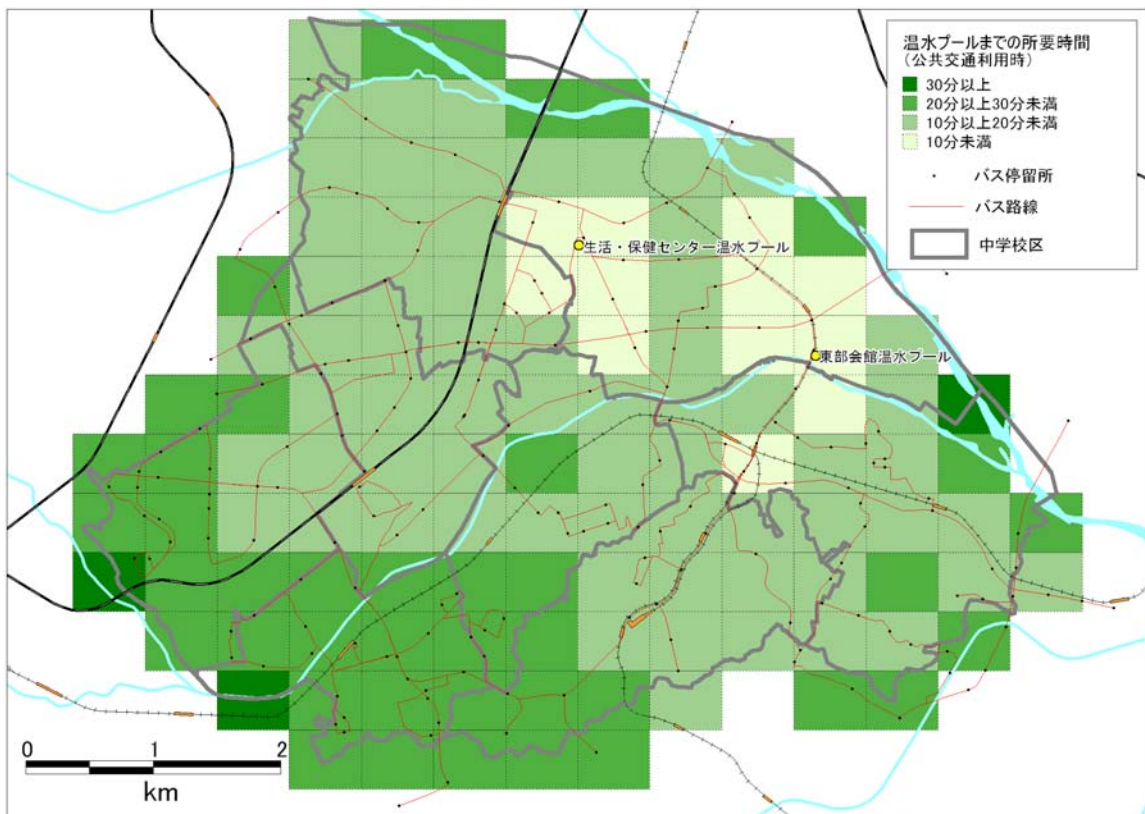 温水プールまでの所要時間
(公共交通利用時)
30分以上
20分以上30分未満
10分以上20分未満
10分未満
バス停留所
バス路線
中学校区
生活・保健センター温水プール
東部会館温水プール
0 1 2
km